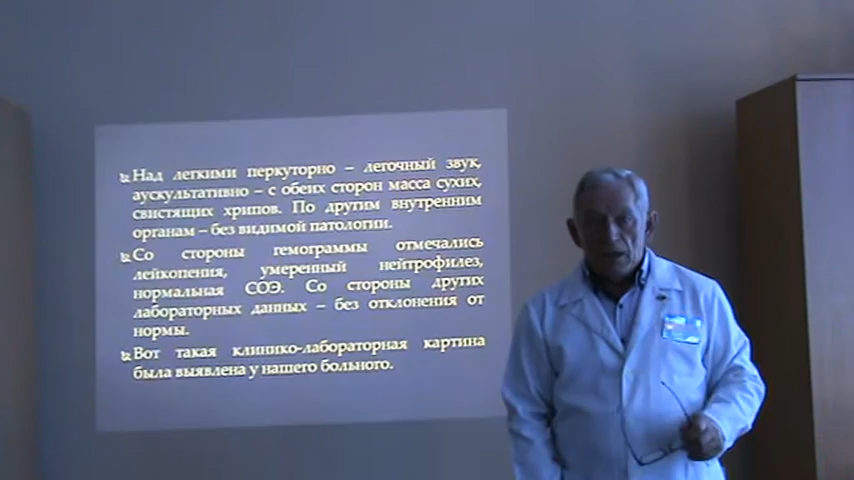 Над легкими перкуторно – легочный звук,
аускультативно – с обеих сторон масса сухих,
свистящих хрипов. По другим внутренним
органам – без видимой патологии.
Со стороны гемограммы отмечались
лейкопения, умеренный нейтрофилез,
нормальная СОЭ. Со стороны других
лабораторных данных – без отклонения от
нормы.
Вот такая клинико-лабораторная картина
была выявлена у нашего больного.